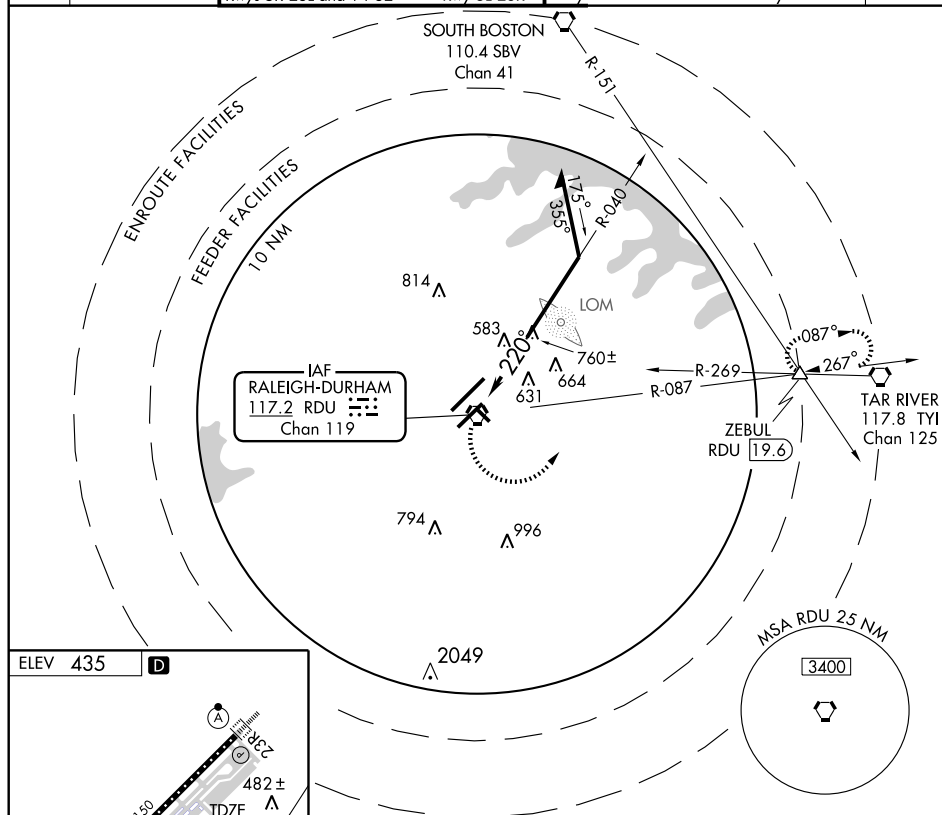 SOUTH BOSTON
110.4 SBV
Chan 41
R-151
ENROUTE FACILITIES
FEEDER FACILITIES
10 NM
175°
355°
R-040
814
LOM
583
220°
760±
664
631
087°
267°
R-269
R-087
IAF
RALEIGH-DURHAM
117.2 RDU
Chan 119
TAR RIVER
117.8 TYI
Chan 125
ZEBUL
RDU 19.6
794
996
2049
MSA RDU 25 NM
3400
ELEV 435 D
A
23R
P
482±
TDZE